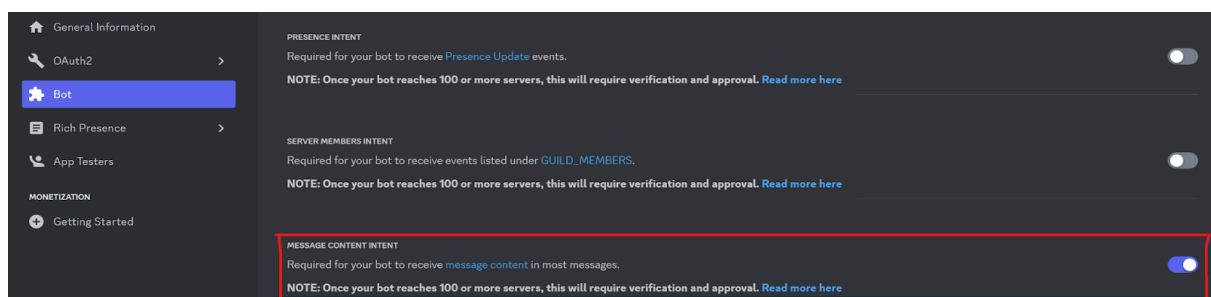 General Information
OAuth2
Bot
Rich Presence
App Testers
MONETIZATION
Getting Started
PRESENCE INTENT
Required for your bot to receive Presence Update events.
NOTE: Once your bot reaches 100 or more servers, this will require verification and approval. Read more here
SERVER MEMBERS INTENT
Required for your bot to receive events listed under GUILD_MEMBERS.
NOTE: Once your bot reaches 100 or more servers, this will require verification and approval. Read more here
MESSAGE CONTENT INTENT
Required for your bot to receive message content in most messages.
NOTE: Once your bot reaches 100 or more servers, this will require verification and approval. Read more here